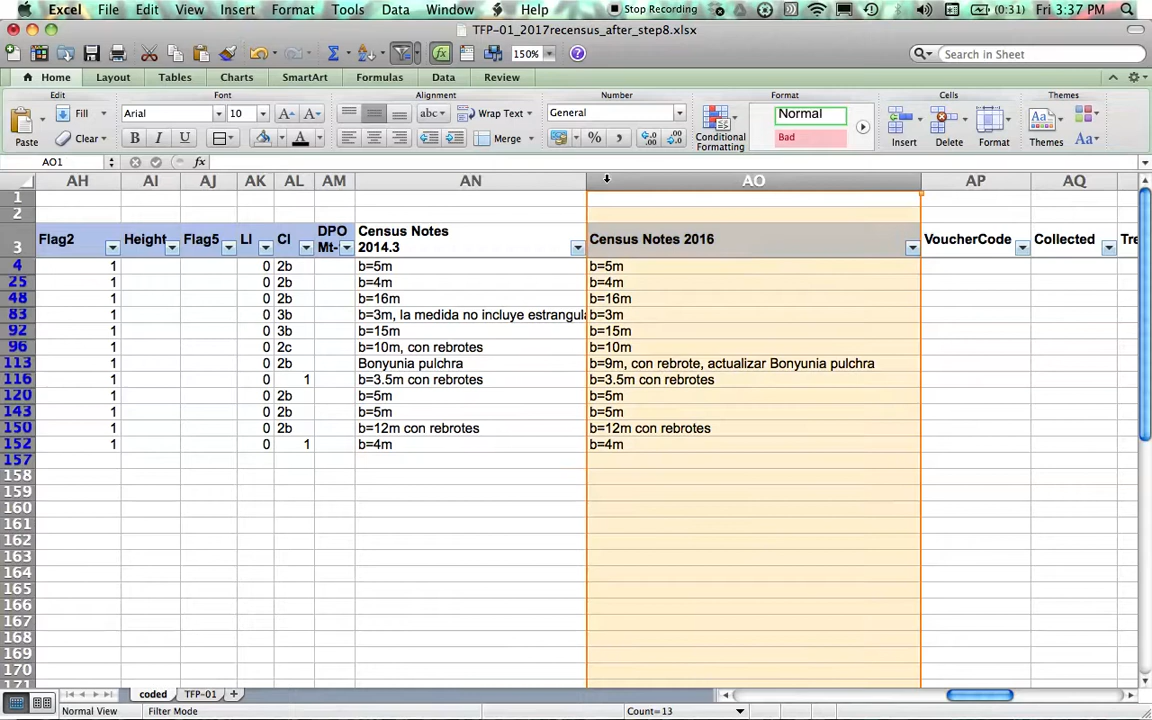 Excel File Edit View Insert Format Tools Data Window Help Stop Recording (0:31) Fri 3:37 PM
TFP-01_2017recensus_after_step8.xlsx
150% Search in Sheet
Home Layout Tables Charts SmartArt Formulas Data Review
Edit Font Alignment Number Format Cells Themes
Fill Arial 10 abc Wrap Text General Normal
Paste Clear B I U Merge % Conditional Formatting Bad Insert Delete Format Themes Aa
AO1 fx
AH AI AJ AK AL AM AN AO AP AQ
1
2
3 Flag2 Height Flag5 LI CI DPO Mt- Census Notes 2014.3 Census Notes 2016 VoucherCode Collected Tre
4 1 0 2b b=5m b=5m
25 1 0 2b b=4m b=4m
48 1 0 2b b=16m b=16m
83 1 0 3b b=3m, la medida no incluye estrangula b=3m
92 1 0 3b b=15m b=15m
96 1 0 2c b=10m, con rebrotes b=10m
113 1 0 2b Bonyunia pulchra b=9m, con rebrote, actualizar Bonyunia pulchra
116 1 0 1 b=3.5m con rebrotes b=3.5m con rebrotes
120 1 0 2b b=5m b=5m
143 1 0 2b b=5m b=5m
150 1 0 2b b=12m con rebrotes b=12m con rebrotes
152 1 0 1 b=4m b=4m
157
158
159
160
161
162
163
164
165
166
167
168
169
170
171
coded TFP-01
Normal View Filter Mode Count=13